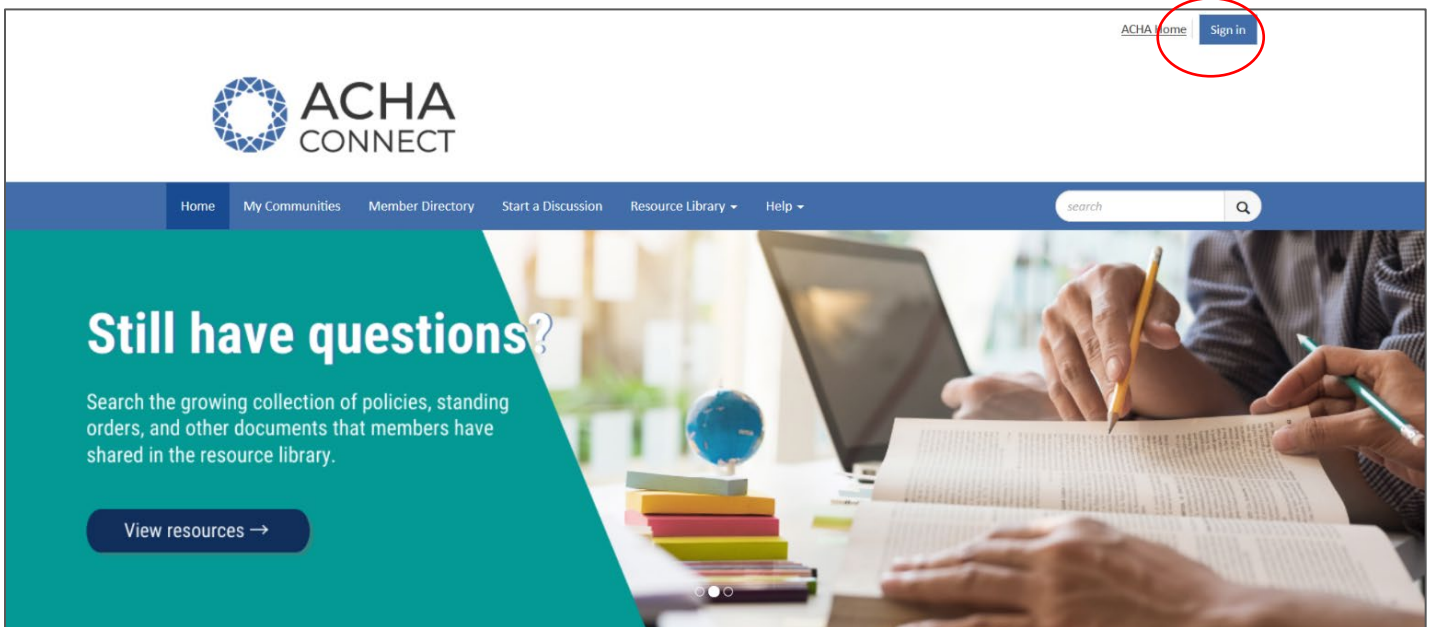 ACHA Home
Sign in
ACHA
CONNECT
Home My Communities Member Directory Start a Discussion Resource Library Help search
Still have questions?
Search the growing collection of policies, standing
orders, and other documents that members have
shared in the resource library.
View resources →